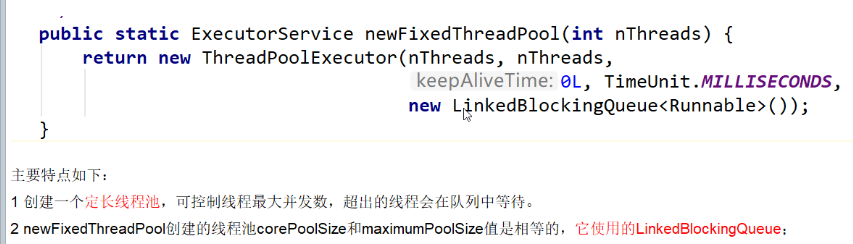 public static ExecutorService newFixedThreadPool(int nThreads) {
return new ThreadPoolExecutor(nThreads, nThreads,
keepAliveTime: 0L, TimeUnit.MILLISECONDS,
new LinkedBlockingQueue<Runnable>());
}
主要特点如下：
1 创建一个定长线程池，可控制线程最大并发数，超出的线程会在队列中等待。
2 newFixedThreadPool创建的线程池corePoolSize和maximumPoolSize值是相等的，它使用的LinkedBlockingQueue；